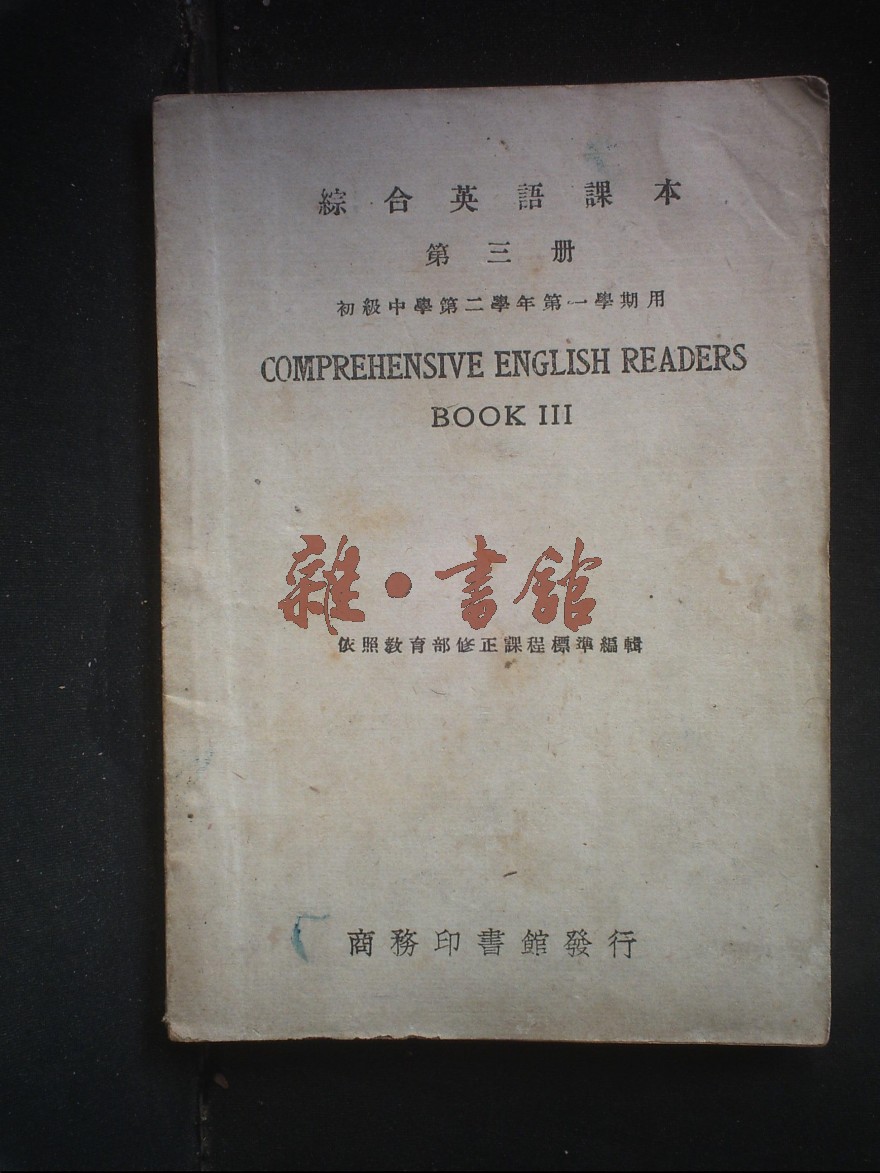 綜合英語課本
第三册
初級中學第二學年第一學期用
COMPREHENSIVE ENGLISH READERS
BOOK III
雜•書館
依照敎育部修正課程標準編輯
商務印書館發行